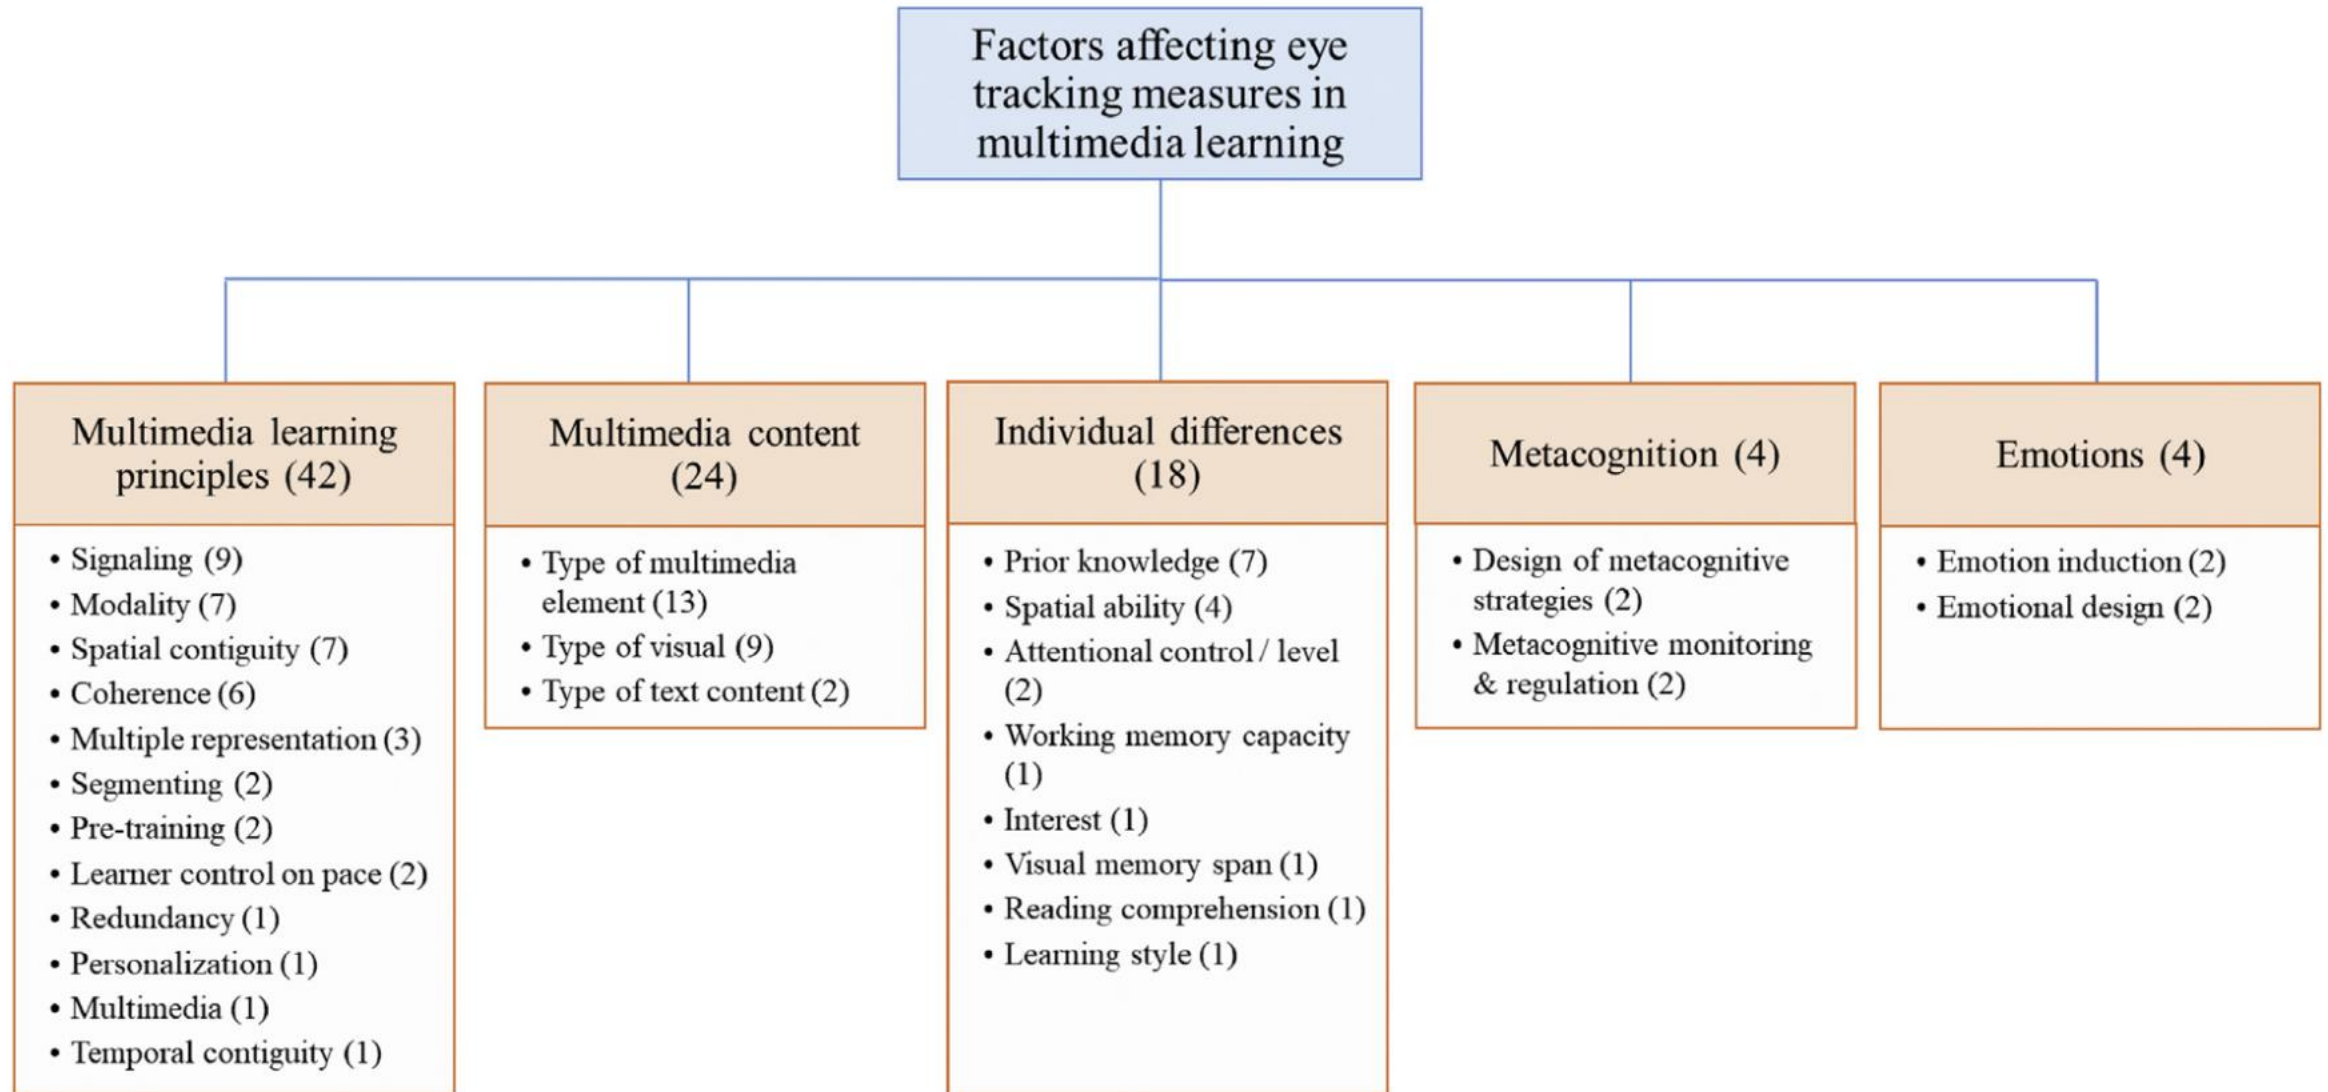 Factors affecting eye
tracking measures in
multimedia learning
Multimedia learning
principles (42)
• Signaling (9)
• Modality (7)
• Spatial contiguity (7)
• Coherence (6)
• Multiple representation (3)
• Segmenting (2)
• Pre-training (2)
• Learner control on pace (2)
• Redundancy (1)
• Personalization (1)
• Multimedia (1)
• Temporal contiguity (1)
Multimedia content
(24)
• Type of multimedia
element (13)
• Type of visual (9)
• Type of text content (2)
Individual differences
(18)
• Prior knowledge (7)
• Spatial ability (4)
• Attentional control / level
(2)
• Working memory capacity
(1)
• Interest (1)
• Visual memory span (1)
• Reading comprehension (1)
• Learning style (1)
Metacognition (4)
• Design of metacognitive
strategies (2)
• Metacognitive monitoring
& regulation (2)
Emotions (4)
• Emotion induction (2)
• Emotional design (2)